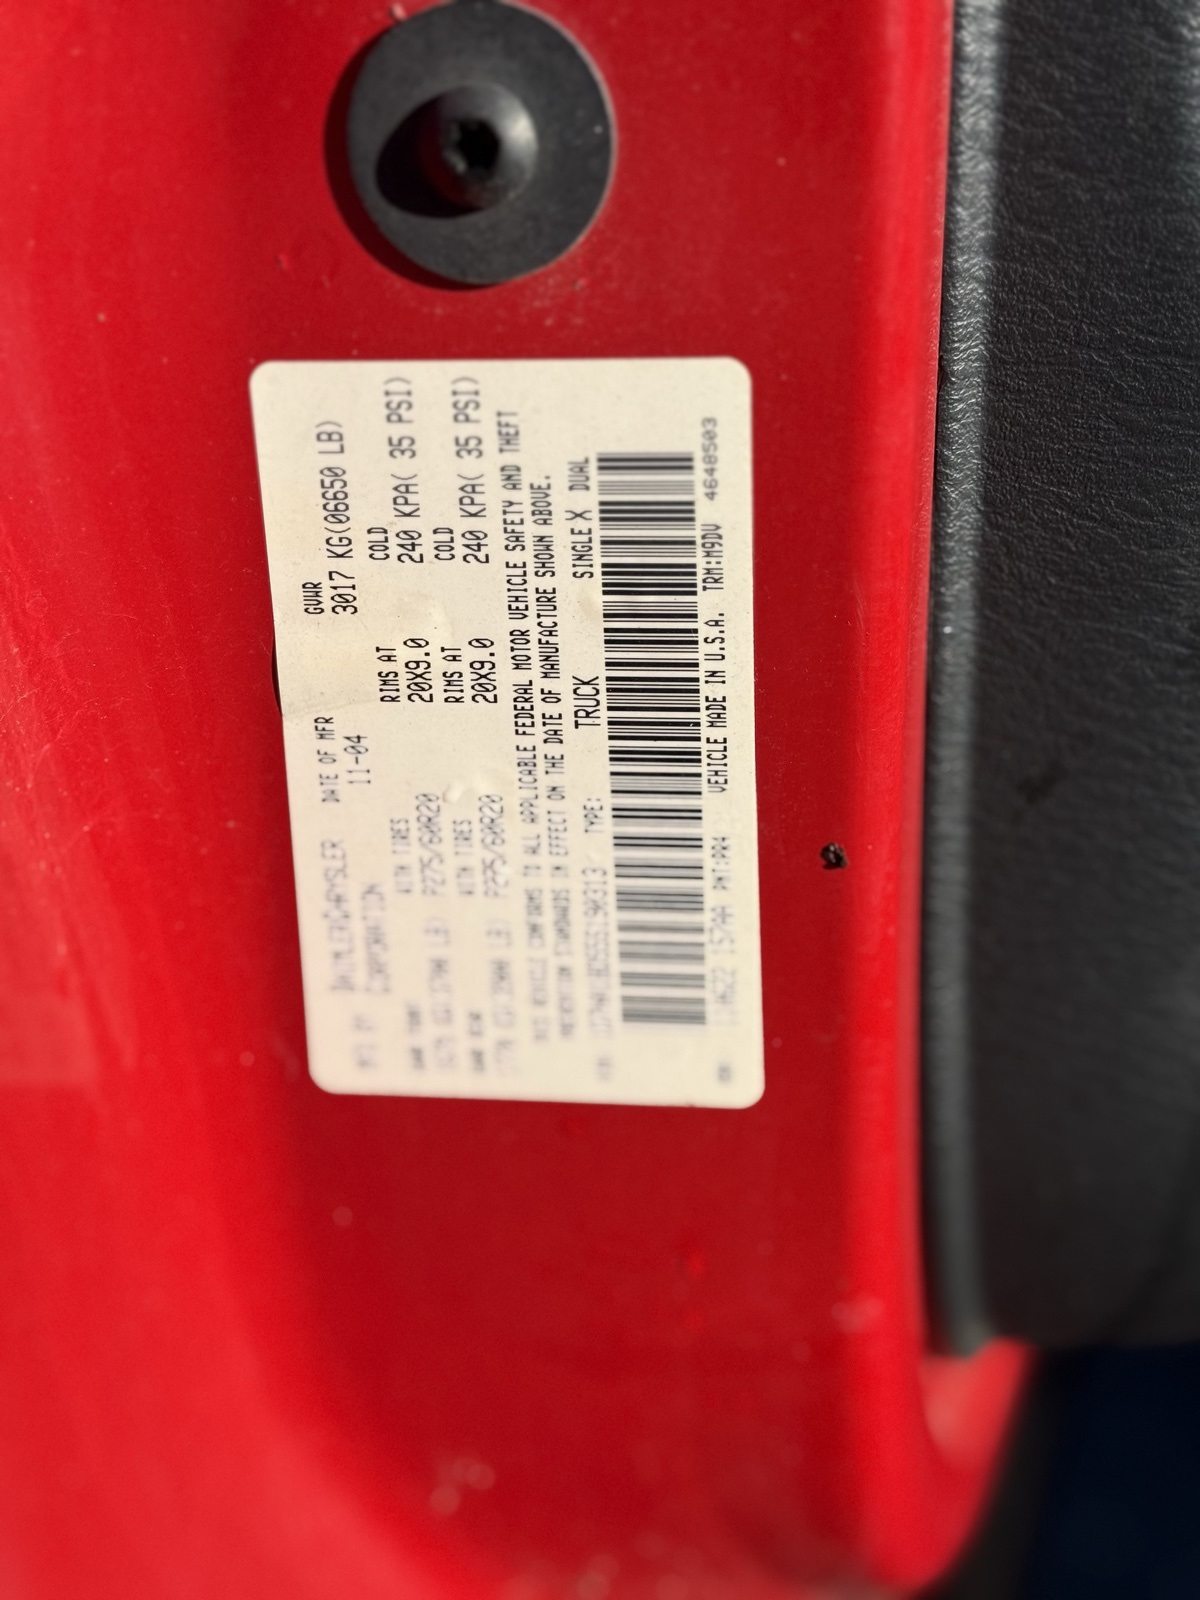 DAIMLERCHRYSLER DATE OF MFR GVWR
CORPORATION 11-04 3017 KG(06650 LB)
WITH TIRES RIMS AT COLD
P275/60R20 20X9.0 240 KPA( 35 PSI)
WITH TIRES RIMS AT COLD
P275/60R20 20X9.0 240 KPA( 35 PSI)
THIS VEHICLE CONFORMS TO ALL APPLICABLE FEDERAL MOTOR VEHICLE SAFETY AND THEFT
PREVENTION STANDARDS IN EFFECT ON THE DATE OF MANUFACTURE SHOWN ABOVE.
TYPE: TRUCK SINGLE X DUAL
PNT:PR4 VEHICLE MADE IN U.S.A. TRM:M9DV 4648503